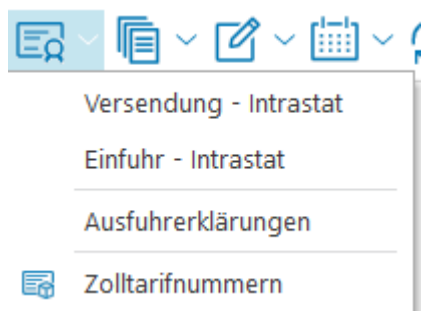 Versendung - Intrastat
Einfuhr - Intrastat
Ausfuhrerklärungen
Zolltarifnummern